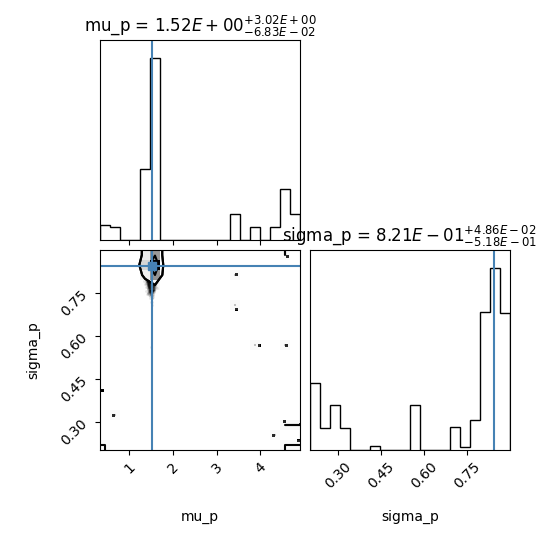 mu_p = 1.52E + 00^{+3.02E+00}_{-6.83E-02}
sigma_p = 8.21E − 01^{+4.86E-02}_{-5.18E-01}
sigma_p
0.75
0.60
0.45
0.30
1 2 3 4
0.30 0.45 0.60 0.75
mu_p
sigma_p